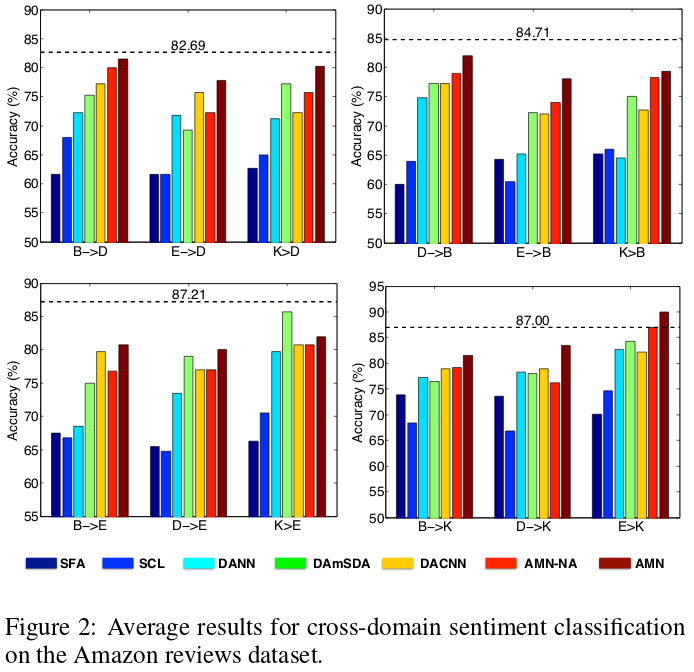 90
85
80
75
70
65
60
55
50
Accuracy (%)
82.69
B−>D
E−>D
K>D
90
85
80
75
70
65
60
55
50
Accuracy (%)
84.71
D−>B
E−>B
K>B
90
85
80
75
70
65
60
55
Accuracy (%)
87.21
B−>E
D−>E
K>E
95
90
85
80
75
70
65
60
55
50
Accuracy (%)
87.00
B−>K
D−>K
E>K
SFA SCL DANN DAmSDA DACNN AMN-NA AMN
Figure 2: Average results for cross-domain sentiment classification
on the Amazon reviews dataset.